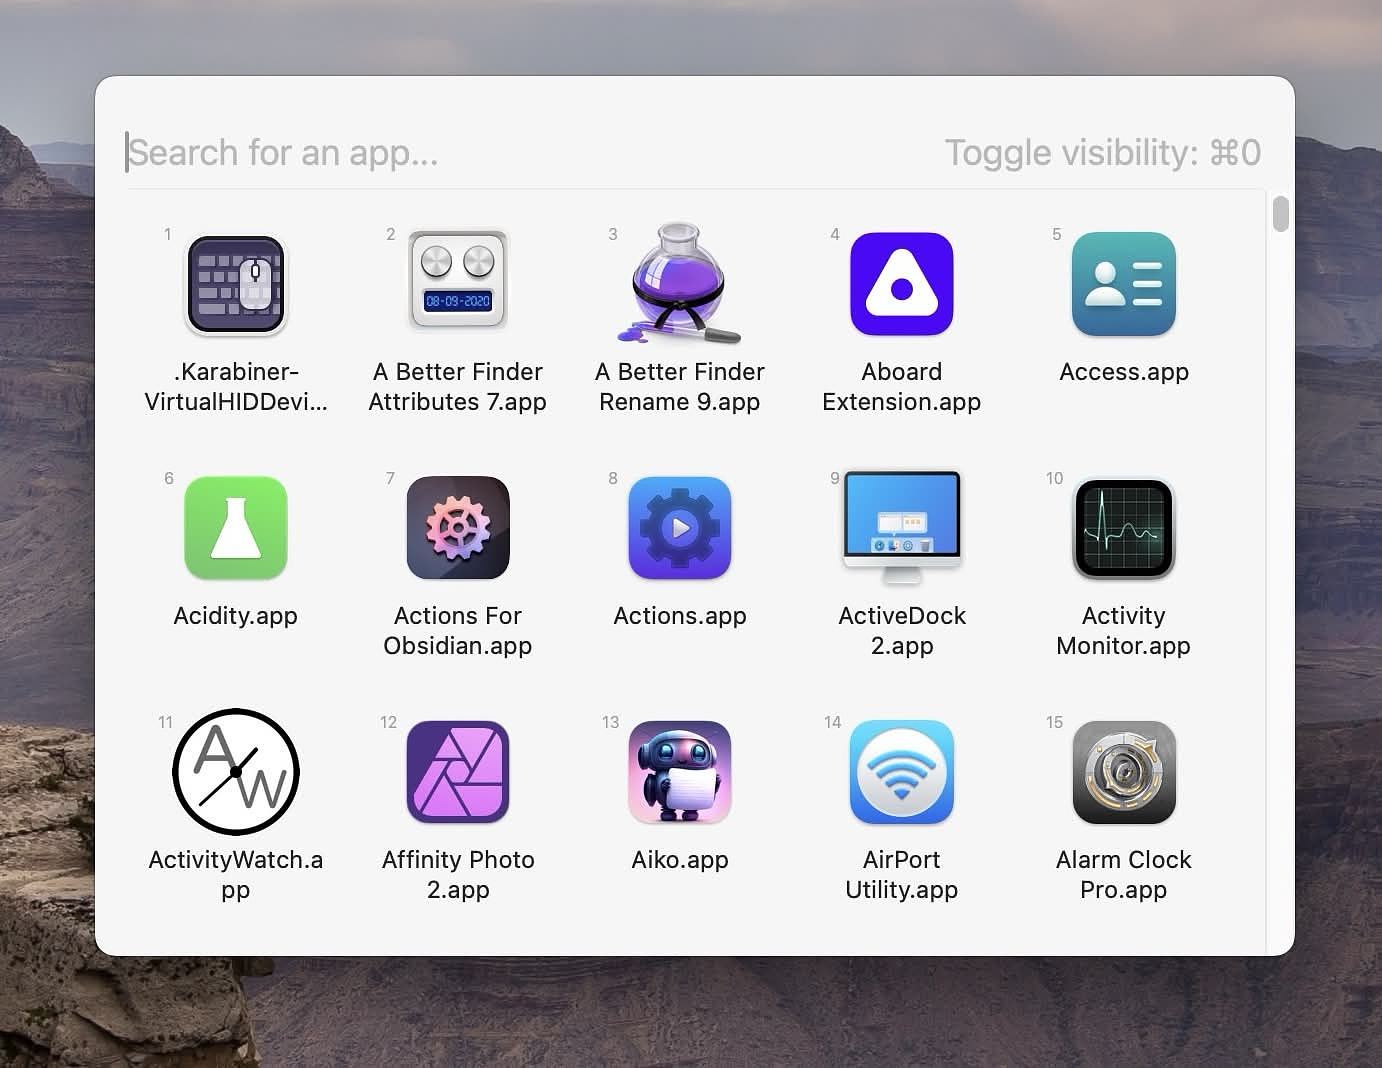 Search for an app...
Toggle visibility: ⌘0
1
2
3
4
5
08-09-2020
.Karabiner-
VirtualHIDDevi...
A Better Finder
Attributes 7.app
A Better Finder
Rename 9.app
Aboard
Extension.app
Access.app
6
7
8
9
10
Acidity.app
Actions For
Obsidian.app
Actions.app
ActiveDock
2.app
Activity
Monitor.app
11
12
13
14
15
A
W
ActivityWatch.a
pp
Affinity Photo
2.app
Aiko.app
AirPort
Utility.app
Alarm Clock
Pro.app